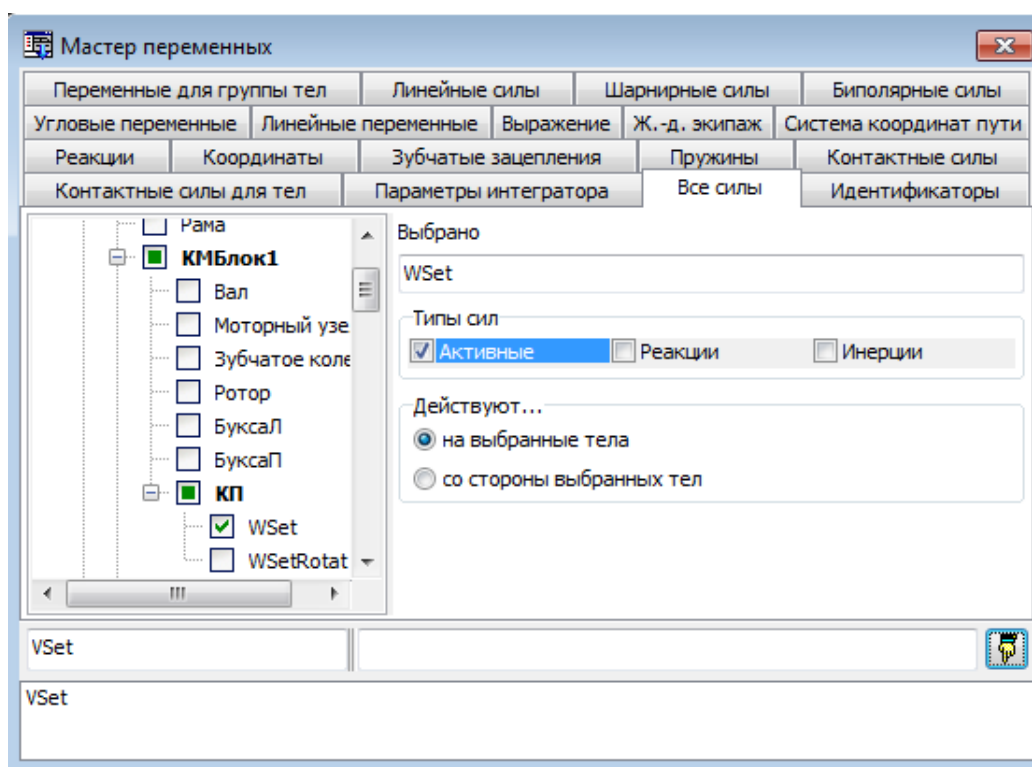 Мастер переменных
Переменные для группы тел Линейные силы Шарнирные силы Биполярные силы
Угловые переменные Линейные переменные Выражение Ж.-д. экипаж Система координат пути
Реакции Координаты Зубчатые зацепления Пружины Контактные силы
Контактные силы для тел Параметры интегратора Все силы Идентификаторы
Рама
КМБлок1
Вал
Моторный узе
Зубчатое коле
Ротор
БуксаЛ
БуксаП
КП
WSet
WSetRotat
Выбрано
WSet
Типы сил
Активные Реакции Инерции
Действуют...
на выбранные тела
со стороны выбранных тел
VSet
VSet